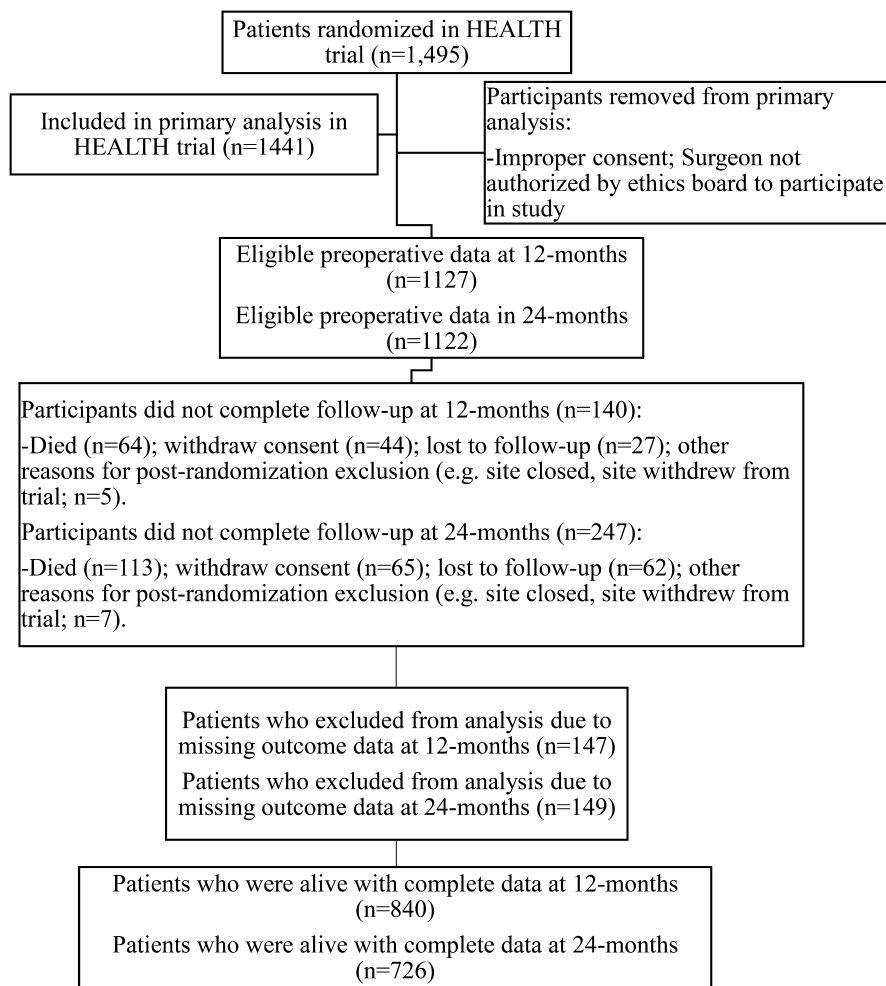 Patients randomized in HEALTH
trial (n=1,495)
Included in primary analysis in
HEALTH trial (n=1441)
Participants removed from primary
analysis:
-Improper consent; Surgeon not
authorized by ethics board to participate
in study
Eligible preoperative data at 12-months
(n=1127)
Eligible preoperative data in 24-months
(n=1122)
Participants did not complete follow-up at 12-months (n=140):
-Died (n=64); withdraw consent (n=44); lost to follow-up (n=27); other
reasons for post-randomization exclusion (e.g. site closed, site withdrew from
trial; n=5).
Participants did not complete follow-up at 24-months (n=247):
-Died (n=113); withdraw consent (n=65); lost to follow-up (n=62); other
reasons for post-randomization exclusion (e.g. site closed, site withdrew from
trial; n=7).
Patients who excluded from analysis due to
missing outcome data at 12-months (n=147)
Patients who excluded from analysis due to
missing outcome data at 24-months (n=149)
Patients who were alive with complete data at 12-months
(n=840)
Patients who were alive with complete data at 24-months
(n=726)